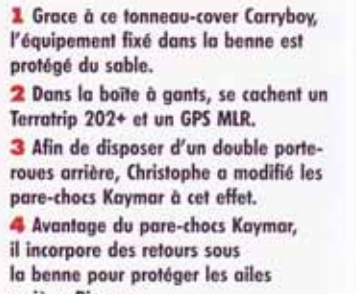 1 Grace à ce tonneau-cover Carryboy,
l'équipement fixé dans la benne est
protégé du sable.
2 Dans la boîte à gants, se cachent un
Terratrip 202+ et un GPS MLR.
3 Afin de disposer d'un double porte-
roues arrière, Christophe a modifié les
pare-chocs Kaymar à cet effet.
4 Avantage du pare-chocs Kaymar,
il incorpore des retours sous
la benne pour protéger les ailes